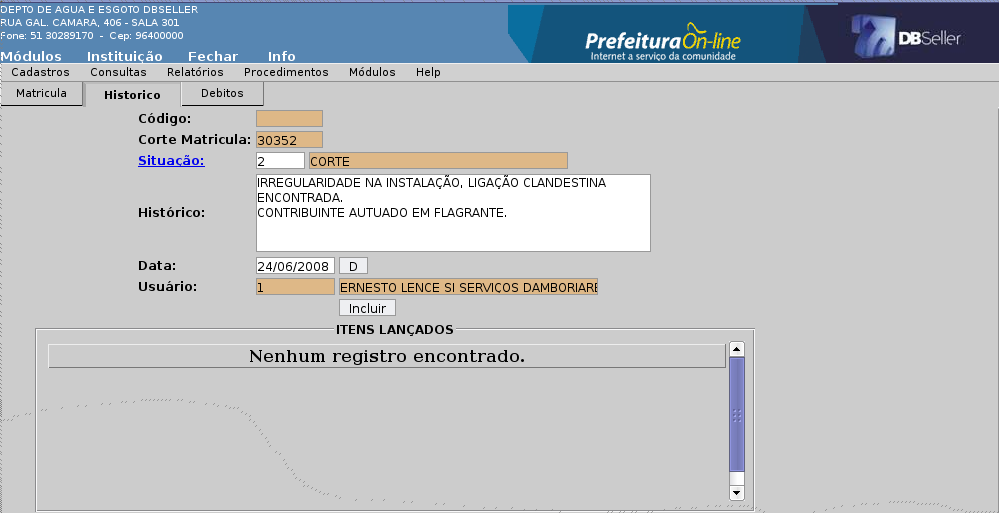 DEPTO DE AGUA E ESGOTO DBSELLER
RUA GAL. CAMARA, 406 - SALA 301
Fone: 51 30289170 - Cep: 96400000
PrefeituraOn-line
Internet a serviço da comunidade
DBSeller
Módulos Instituição Fechar Info
Cadastros Consultas Relatórios Procedimentos Módulos Help
Matricula Historico Debitos
Código:
Corte Matricula: 30352
Situação: 2 CORTE
Histórico:
IRREGULARIDADE NA INSTALAÇÃO, LIGAÇÃO CLANDESTINA
ENCONTRADA.
CONTRIBUINTE AUTUADO EM FLAGRANTE.
Data: 24/06/2008 D
Usuário: 1 ERNESTO LENCE SI SERVIÇOS DAMBORIARE
Incluir
ITENS LANÇADOS
Nenhum registro encontrado.